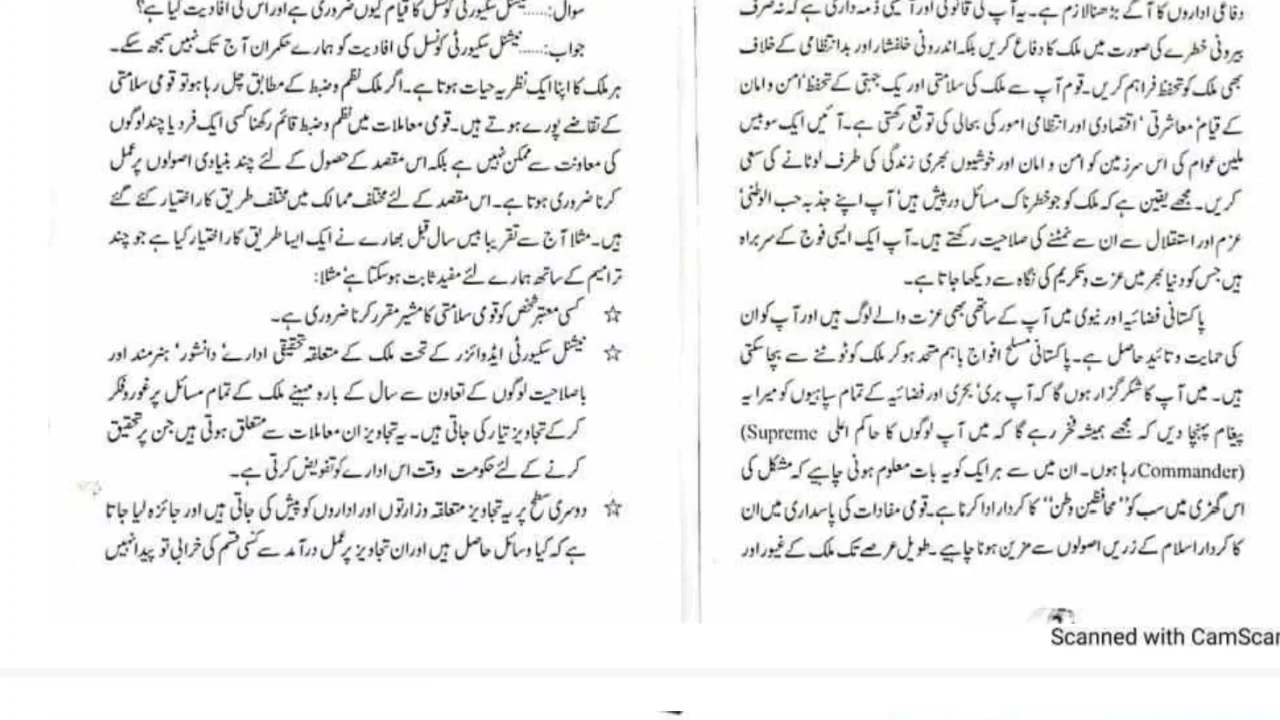 دفاعی اداروں کا آگے بڑھنا لازم ہے۔ یہ آپ کی قانونی اور آئینی ذمہ داری ہے کہ نہ صرف
بیرونی خطرے کی صورت میں ملک کا دفاع کریں بلکہ اندرونی خلفشار اور بدانتظامی کے خلاف
بھی ملک کو تحفظ فراہم کریں۔ قوم آپ سے ملک کی سلامتی اور یک جہتی کے تحفظ' امن و امان
کے قیام' معاشرتی' اقتصادی اور انتظامی امور کی بحالی کی توقع رکھتی ہے۔ آئیں ایک سو بیس
ملین عوام کی اس سرزمین کو امن و امان اور خوشیوں بھری زندگی کی طرف لوٹانے کی سعی
کریں۔ مجھے یقین ہے کہ ملک کو جو خطرناک مسائل درپیش ہیں' آپ اپنے جذبہ حب الوطنی'
عزم اور استقلال سے ان سے نمٹنے کی صلاحیت رکھتے ہیں۔ آپ ایک ایسی فوج کے سربراہ
ہیں جس کو دنیا بھر میں عزت و تکریم کی نگاہ سے دیکھا جاتا ہے۔
پاکستانی فضائیہ اور نیوی میں آپ کے ساتھی بھی عزت والے لوگ ہیں اور آپ کو ان
کی حمایت و تائید حاصل ہے۔ پاکستانی مسلح افواج باہم متحد ہو کر ملک کو ٹوٹنے سے بچا سکتی
ہیں۔ میں آپ کا شکر گزار ہوں گا کہ آپ بری' بحری اور فضائیہ کے تمام سپاہیوں کو میرا یہ
پیغام پہنچا دیں کہ مجھے ہمیشہ فخر رہے گا کہ میں آپ لوگوں کا حاکم اعلی (Supreme
Commander) رہا ہوں۔ ان میں سے ہر ایک کو یہ بات معلوم ہونی چاہیے کہ مشکل کی
اس گھڑی میں سب کو "محافظین وطن" کا کردار ادا کرنا ہے۔ قومی مفادات کی پاسداری میں ان
کا کردار اسلام کے زریں اصولوں سے مزین ہونا چاہیے۔ طویل عرصے تک ملک کے غیور اور
سوال:.....نیشنل سکیورٹی کونسل کا قیام کیوں ضروری ہے اور اس کی افادیت کیا ہے؟
جواب:.....نیشنل سکیورٹی کونسل کی افادیت کو ہمارے حکمران آج تک نہیں سمجھ سکے۔
ہر ملک کا اپنا ایک نظریہ حیات ہوتا ہے۔ اگر ملک نظم و ضبط کے مطابق چل رہا ہو تو قومی سلامتی
کے تقاضے پورے ہوتے ہیں۔ قومی معاملات میں نظم و ضبط قائم رکھنا کسی ایک فرد یا چند لوگوں
کی معاونت سے ممکن نہیں ہے بلکہ اس مقصد کے حصول کے لئے چند بنیادی اصولوں پر عمل
کرنا ضروری ہوتا ہے۔ اس مقصد کے لئے مختلف ممالک میں مختلف طریق کار اختیار کئے گئے
ہیں۔ مثلا آج سے تقریبا بیس سال قبل بھارے نے ایک ایسا طریق کار اختیار کیا ہے جو چند
ترامیم کے ساتھ ہمارے لئے مفید ثابت ہو سکتا ہے' مثلا:
☆ کسی معتبر شخص کو قومی سلامتی کا مشیر مقرر کرنا ضروری ہے۔
☆ نیشنل سکیورٹی ایڈوائزر کے تحت ملک کے متعلقہ تحقیقی ادارے' دانشور' ہنرمند اور
باصلاحیت لوگوں کے تعاون سے سال کے بارہ مہینے ملک کے تمام مسائل پر غور و فکر
کر کے تجاویز تیار کی جاتی ہیں۔ یہ تجاویز ان معاملات سے متعلق ہوتی ہیں جن پر تحقیق
کرنے کے لئے حکومت وقت اس ادارے کو تفویض کرتی ہے۔
☆ دوسری سطح پر یہ تجاویز متعلقہ وزارتوں اور اداروں کو پیش کی جاتی ہیں اور جائزہ لیا جاتا
ہے کہ کیا وسائل حاصل ہیں اور ان تجاویز پر عمل درآمد سے کسی قسم کی خرابی تو پیدا نہیں
Scanned with CamScan